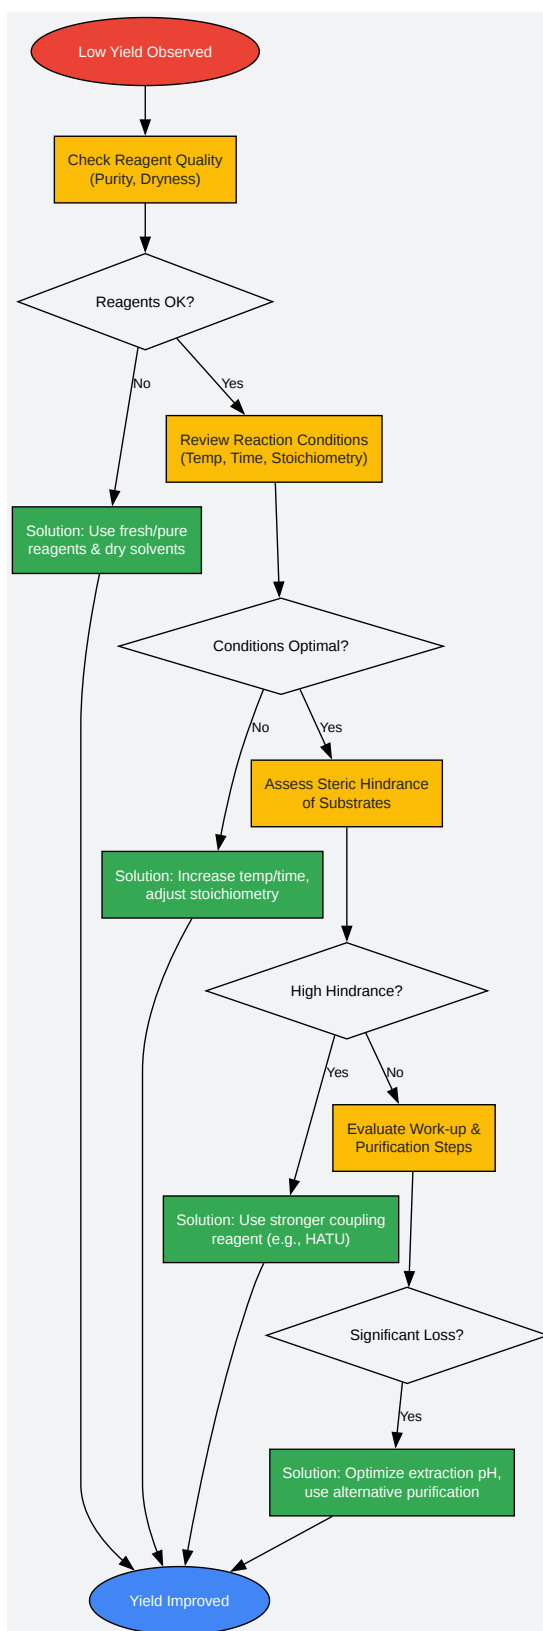 Low Yield Observed
Check Reagent Quality
(Purity, Dryness)
Reagents OK?
No
Yes
Review Reaction Conditions
(Temp, Time, Stoichiometry)
Solution: Use fresh/pure
reagents & dry solvents
Conditions Optimal?
No
Yes
Assess Steric Hindrance
of Substrates
Solution: Increase temp/time,
adjust stoichiometry
High Hindrance?
Yes
No
Evaluate Work-up &
Purification Steps
Solution: Use stronger coupling
reagent (e.g., HATU)
Significant Loss?
Yes
Solution: Optimize extraction pH,
use alternative purification
Yield Improved